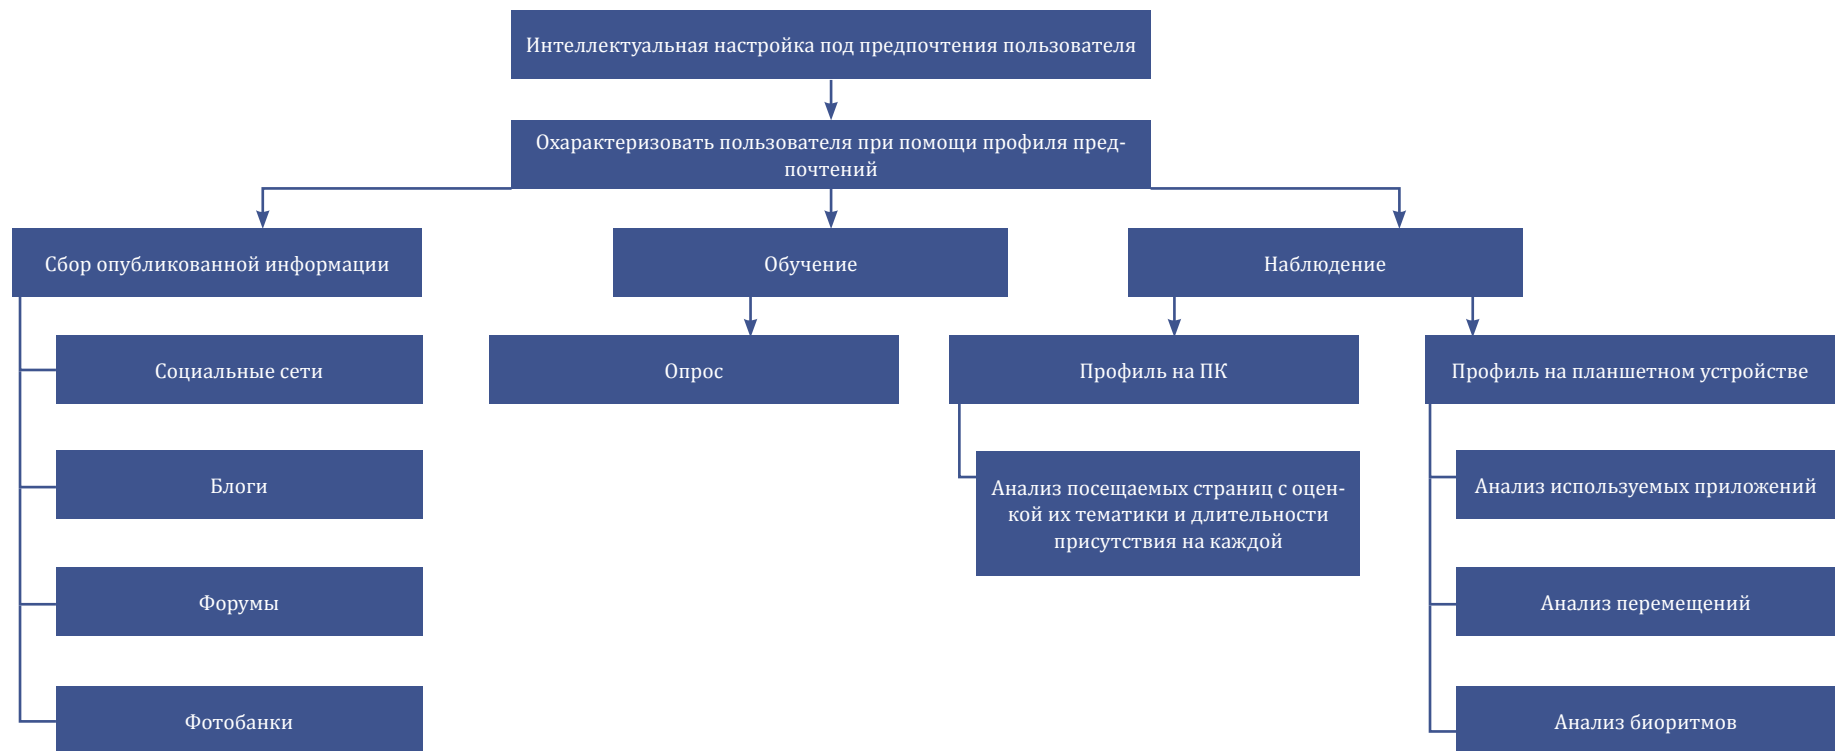 Интеллектуальная настройка под предпочтения пользователя
Охарактеризовать пользователя при помощи профиля пред-
почтений
Сбор опубликованной информации
Обучение
Наблюдение
Социальные сети
Опрос
Профиль на ПК
Профиль на планшетном устройстве
Блоги
Анализ посещаемых страниц с оцен-
кой их тематики и длительности
присутствия на каждой
Анализ используемых приложений
Форумы
Анализ перемещений
Фотобанки
Анализ биоритмов